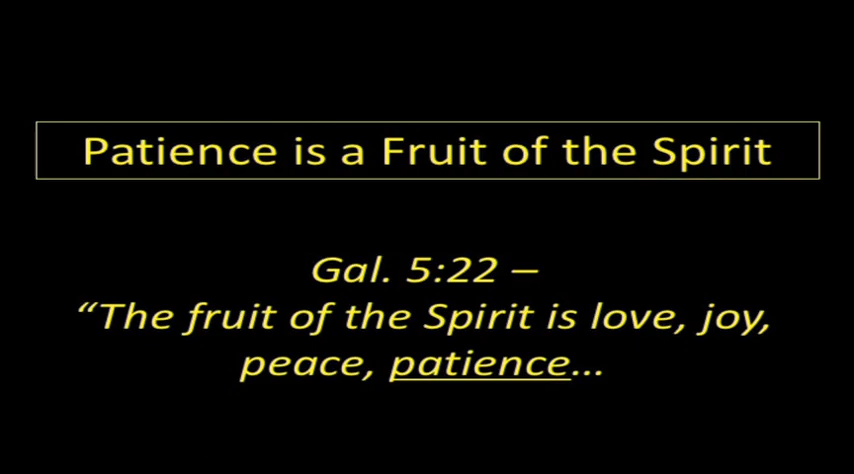 Patience is a Fruit of the Spirit
Gal. 5:22 –
“The fruit of the Spirit is love, joy,
peace, patience…